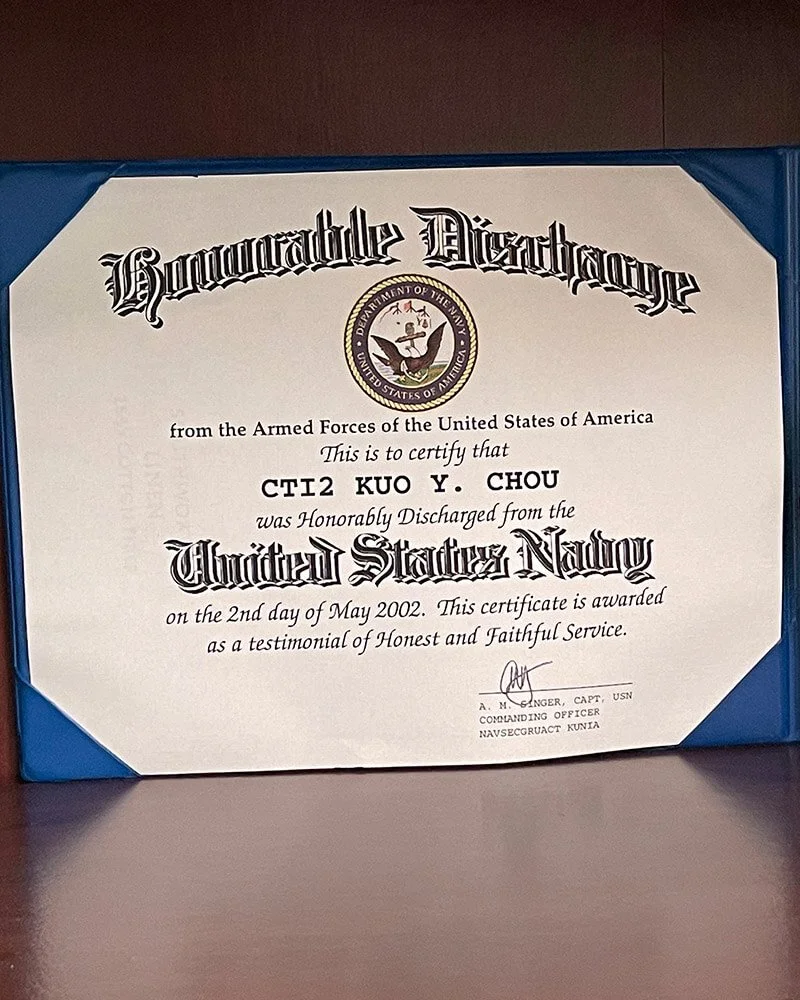 Honorable Discharge
DEPARTMENT OF THE NAVY
UNITED STATES OF AMERICA
from the Armed Forces of the United States of America
This is to certify that
CTI2 KUO Y. CHOU
was Honorably Discharged from the
United States Navy
on the 2nd day of May 2002. This certificate is awarded
as a testimonial of Honest and Faithful Service.
A. M. SINGER, CAPT, USN
COMMANDING OFFICER
NAVSECGRUACT KUNIA